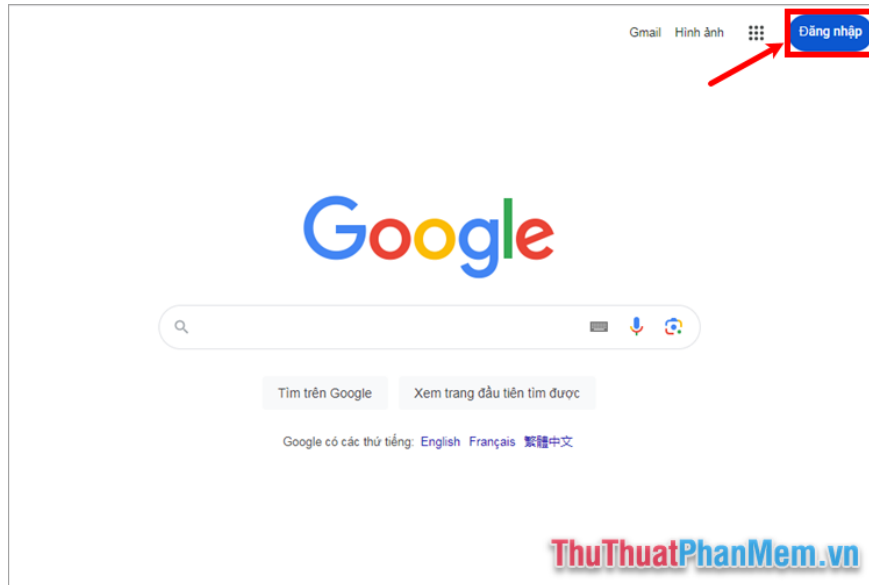 Gmail Hình ảnh Đăng nhập
Google
Tìm trên Google Xem trang đầu tiên tìm được
Google có các thứ tiếng: English Français 繁體中文
ThuThuatPhanMem.vn